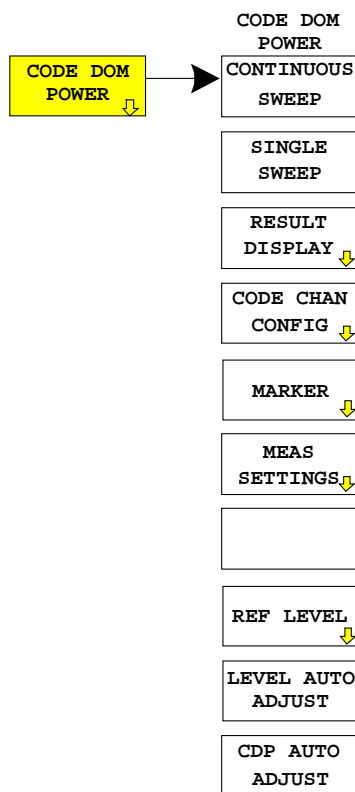 CODE DOM
POWER
CODE DOM
POWER
CONTINUOUS
SWEEP
SINGLE
SWEEP
RESULT
DISPLAY
CODE CHAN
CONFIG
MARKER
MEAS
SETTINGS
REF LEVEL
LEVEL AUTO
ADJUST
CDP AUTO
ADJUST